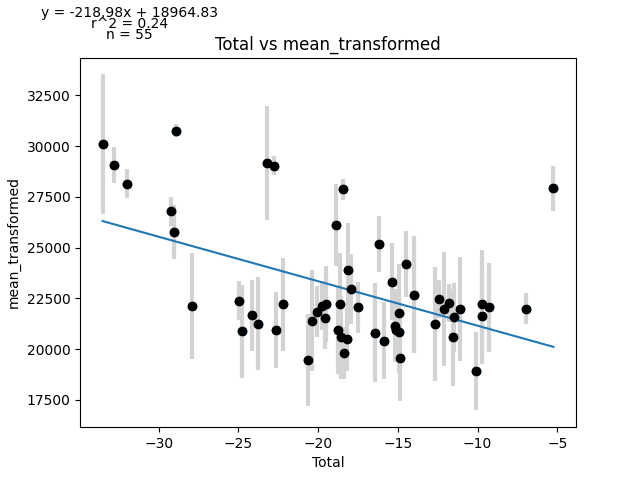 y = -218.98x + 18964.83
r^2 = 0.24
n = 55
Total vs mean_transformed
32500
30000
27500
25000
22500
20000
17500
mean_transformed
−30
−25
−20
−15
−10
−5
Total